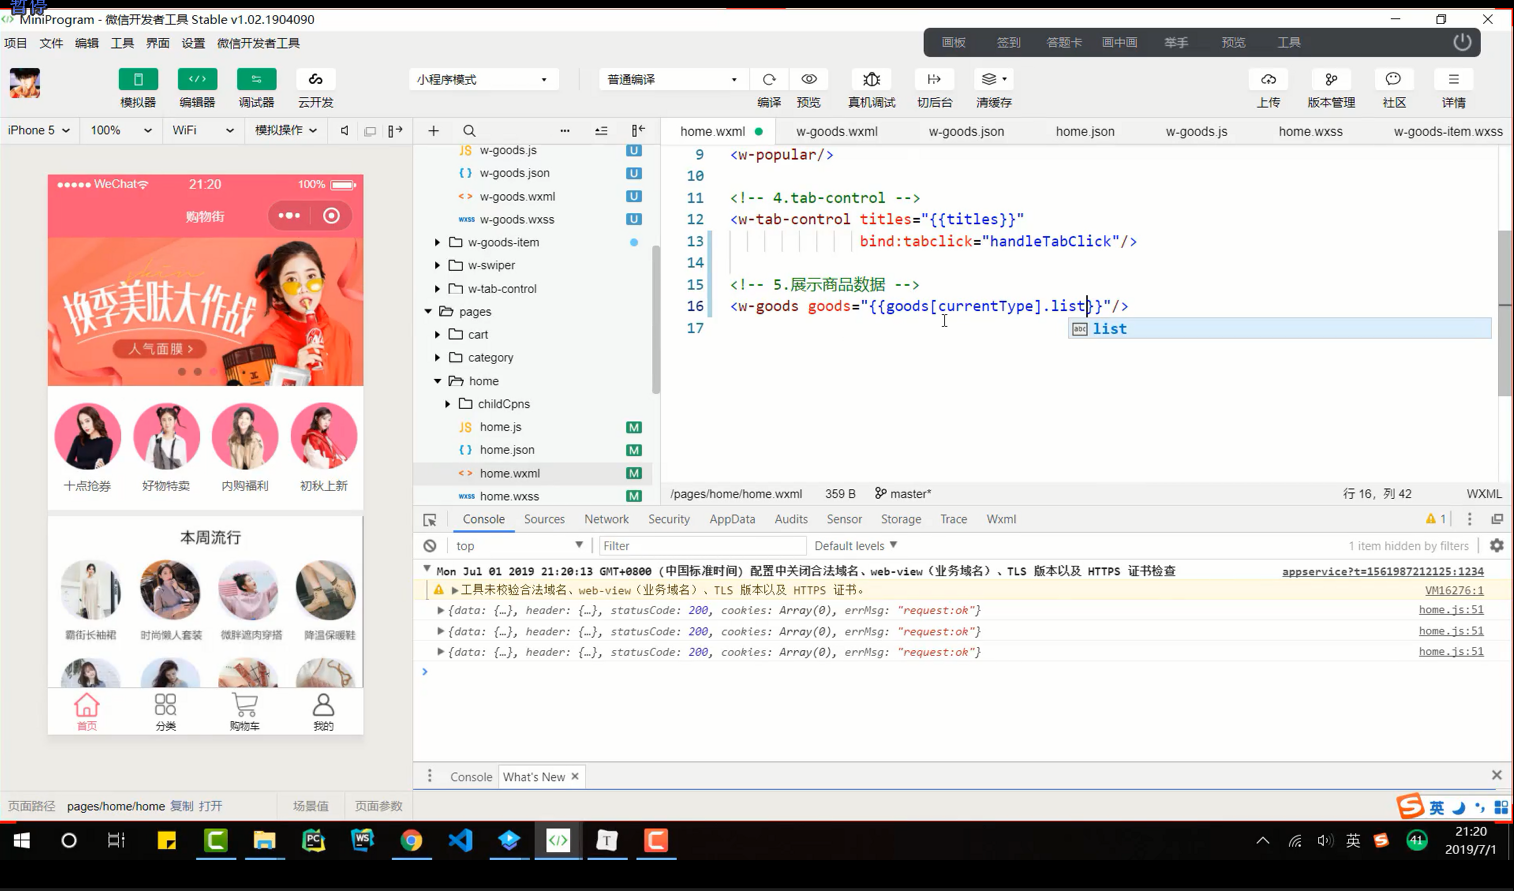 暂停
MiniProgram - 微信开发者工具 Stable v1.02.1904090
项目 文件 编辑 工具 界面 设置 微信开发者工具
画板 签到 答题卡 画中画 举手 预览 工具
模拟器 编辑器 调试器 云开发
小程序模式 普通编译
编译 预览 真机调试 切后台 清缓存 上传 版本管理 社区 详情
iPhone 5 100% WiFi 模拟操作
home.wxml w-goods.wxml w-goods.json home.json w-goods.js home.wxss w-goods-item.wxss
WeChat 21:20 100%
购物街
换季美肤大作战
人气面膜 >
十点抢券 好物特卖 内购福利 初秋上新
本周流行
霸街长袖裙 时尚懒人套装 微胖遮肉穿搭 降温保暖鞋
首页 分类 购物车 我的
JS w-goods.js U
{ } w-goods.json U
< > w-goods.wxml U
wxss w-goods.wxss U
w-goods-item
w-swiper
w-tab-control
pages
cart
category
home
childCpns
JS home.js M
{ } home.json M
< > home.wxml M
wxss home.wxss M
9 <w-popular/>
10
11 <!-- 4.tab-control -->
12 <w-tab-control titles="{{titles}}"
13 bind:tabclick="handleTabClick"/>
14
15 <!-- 5.展示商品数据 -->
16 <w-goods goods="{{goods[currentType].list}}"/>
17
abc list
/pages/home/home.wxml 359 B master* 行 16，列 42 WXML
Console Sources Network Security AppData Audits Sensor Storage Trace Wxml 1
top Filter Default levels 1 item hidden by filters
Mon Jul 01 2019 21:20:13 GMT+0800 (中国标准时间) 配置中关闭合法域名、web-view（业务域名）、TLS 版本以及 HTTPS 证书检查 appservice?t=1561987212125:1234
工具未校验合法域名、web-view（业务域名）、TLS 版本以及 HTTPS 证书。 VM16276:1
{data: {…}, header: {…}, statusCode: 200, cookies: Array(0), errMsg: "request:ok"} home.js:51
{data: {…}, header: {…}, statusCode: 200, cookies: Array(0), errMsg: "request:ok"} home.js:51
{data: {…}, header: {…}, statusCode: 200, cookies: Array(0), errMsg: "request:ok"} home.js:51
Console What's New
页面路径 pages/home/home 复制 打开 场景值 页面参数
英
PC WS T C
英 41
21:20
2019/7/1